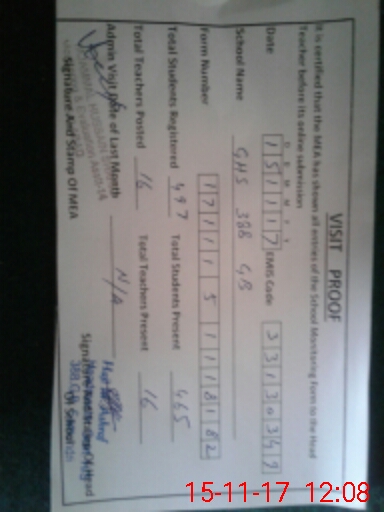 VISIT PROOF
It is certified that the MEA has shown all entries of the School Monitoring Form to the Head
Teacher before its online submission
D D M M Y Y
Date 1 5 1 1 1 7 EMIS Code 3 3 1 3 0 3 4 7
School Name GHS 388 GB
Form Number 1 7 1 1 1 5 1 1 1 8 1 8 2
Total Students Registered 497 Total Students Present 465
Total Teachers Posted 16 Total Teachers Present 16
Admin Visit Date of Last Month N/A
Signature And Stamp Of MEA
15-11-17 12:08